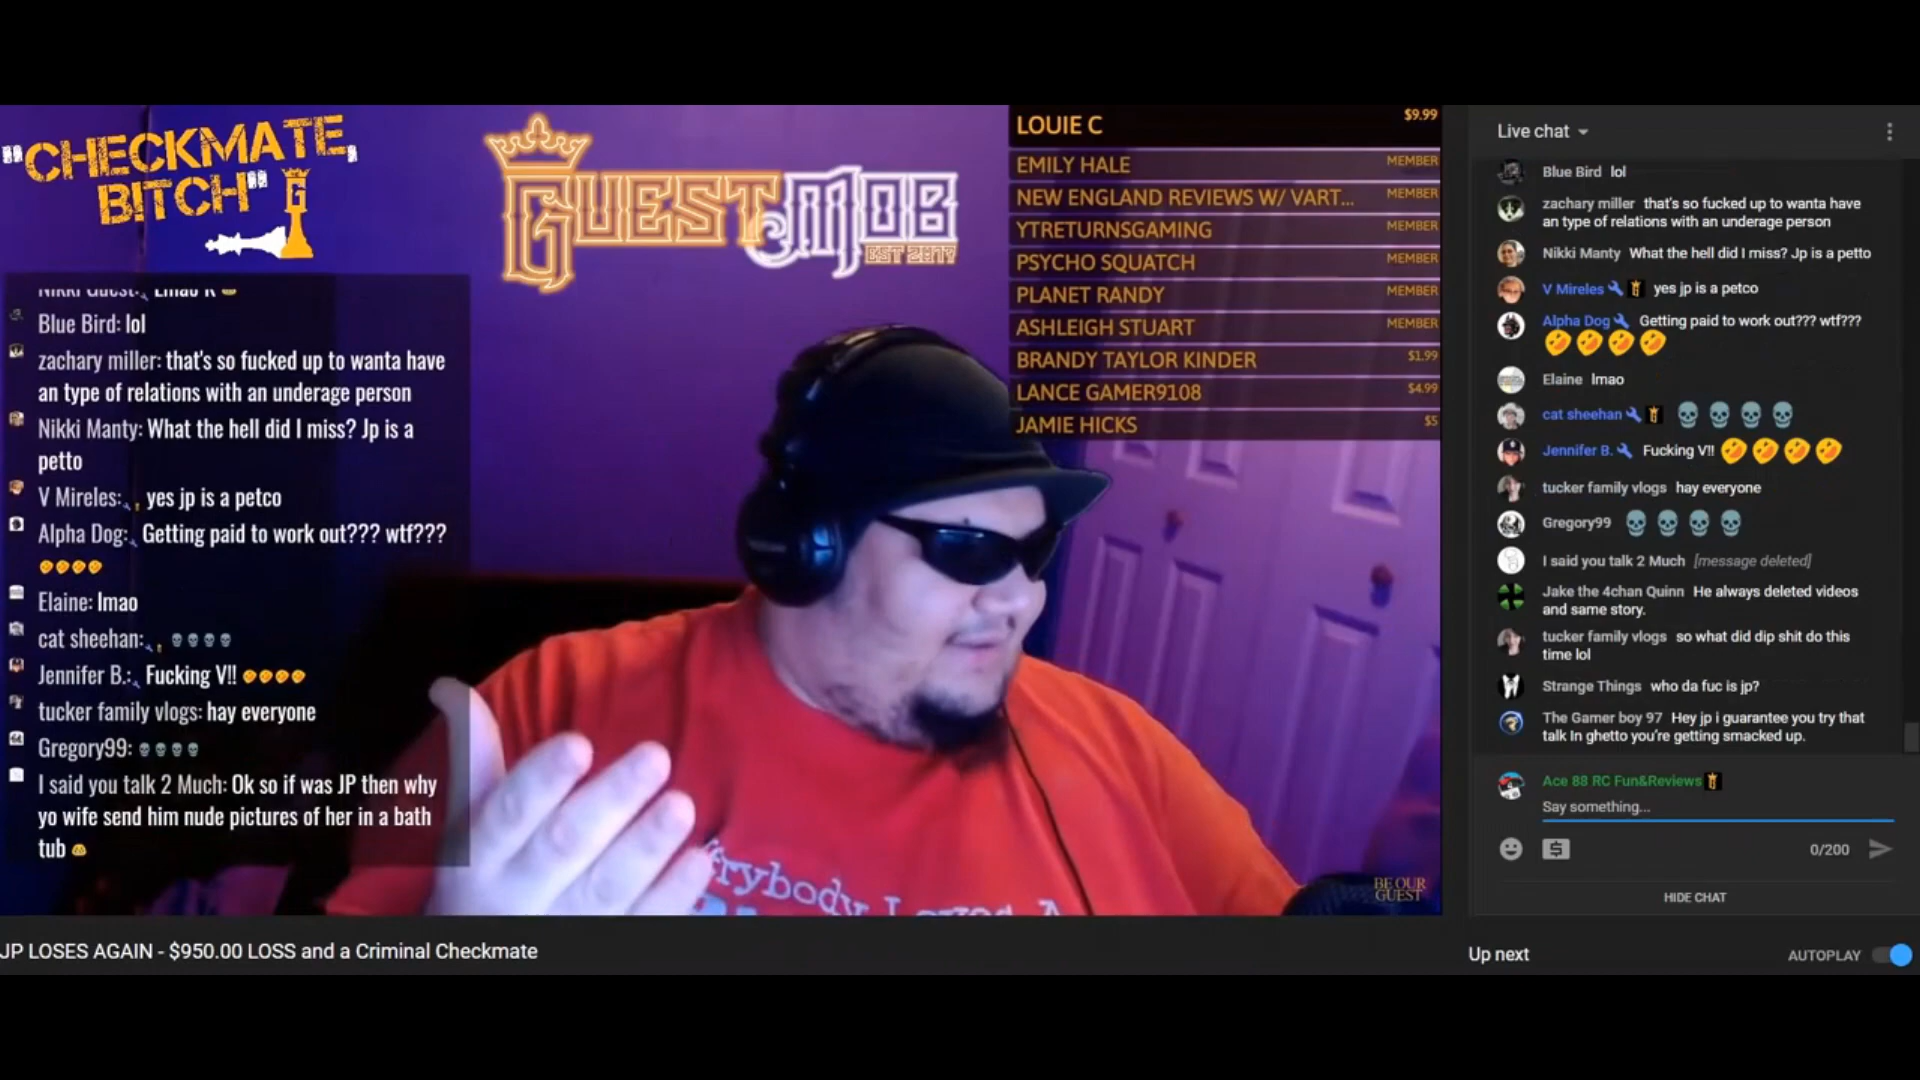 "CHECKMATE,
BITCH"
G
GUEST MOB
EST 2017
LOUIE C $9.99
EMILY HALE MEMBER
NEW ENGLAND REVIEWS W/ VART... MEMBER
YTRETURNSGAMING MEMBER
PSYCHO SQUATCH MEMBER
PLANET RANDY MEMBER
ASHLEIGH STUART MEMBER
BRANDY TAYLOR KINDER $1.99
LANCE GAMER9108 $4.99
JAMIE HICKS $5
Nikki Guest: Lmao R
Blue Bird: lol
zachary miller: that's so fucked up to wanta have
an type of relations with an underage person
Nikki Manty: What the hell did I miss? Jp is a
petto
V Mireles: yes jp is a petco
Alpha Dog: Getting paid to work out??? wtf???
🤣🤣🤣🤣
Elaine: lmao
cat sheehan: 💀💀💀💀
Jennifer B.: Fucking V!! 🤣🤣🤣🤣
tucker family vlogs: hay everyone
Gregory99: 💀💀💀💀
I said you talk 2 Much: Ok so if was JP then why
yo wife send him nude pictures of her in a bath
tub
Everybody Loves A
BE OUR
GUEST
JP LOSES AGAIN - $950.00 LOSS and a Criminal Checkmate
Live chat
Blue Bird lol
zachary miller that's so fucked up to wanta have
an type of relations with an underage person
Nikki Manty What the hell did I miss? Jp is a petto
V Mireles yes jp is a petco
Alpha Dog Getting paid to work out??? wtf???
🤣🤣🤣🤣
Elaine lmao
cat sheehan 💀💀💀💀
Jennifer B. Fucking V!! 🤣🤣🤣🤣
tucker family vlogs hay everyone
Gregory99 💀💀💀💀
I said you talk 2 Much [message deleted]
Jake the 4chan Quinn He always deleted videos
and same story.
tucker family vlogs so what did dip shit do this
time lol
Strange Things who da fuc is jp?
The Gamer boy 97 Hey jp i guarantee you try that
talk In ghetto you're getting smacked up.
Ace 88 RC Fun&Reviews
Say something...
0/200
HIDE CHAT
Up next
AUTOPLAY